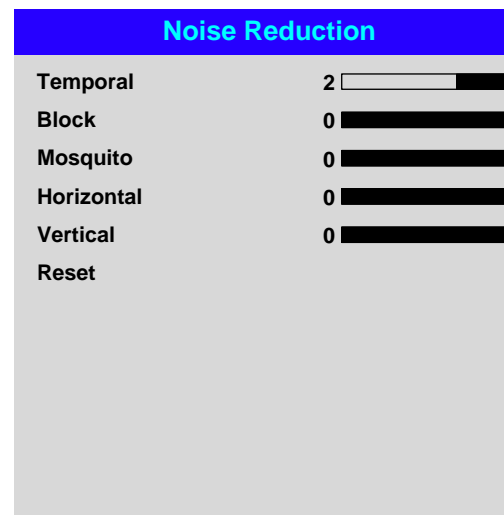 Noise Reduction
Temporal 2
Block 0
Mosquito 0
Horizontal 0
Vertical 0
Reset